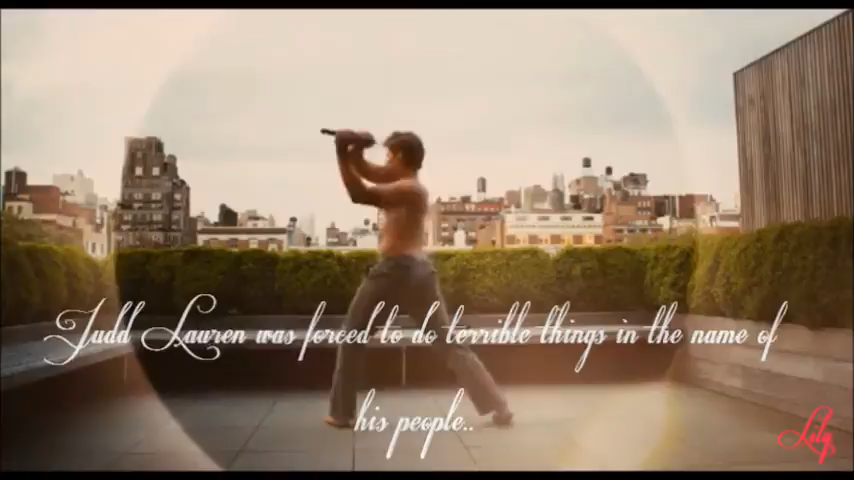 Judd Lauren was forced to do terrible things in the name of
his people..
Lily